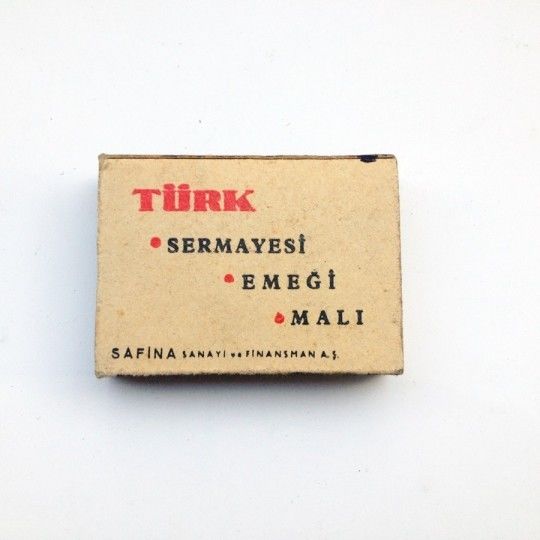 TÜRK
• SERMAYESİ
• EMEĞİ
• MALI
SAFİNA SANAYİ ve FİNANSMAN A.Ş.